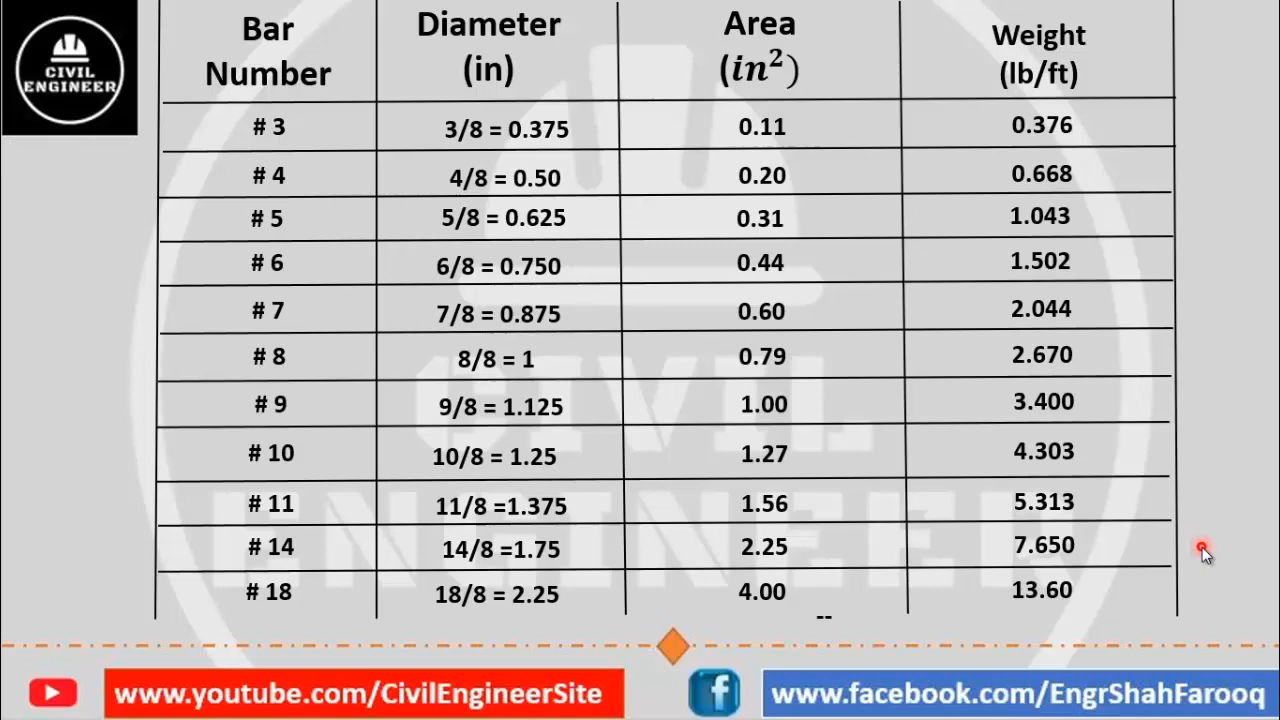 CIVIL
ENGINEER
Bar Number Diameter (in) Area (in²) Weight (lb/ft)
# 3 3/8 = 0.375 0.11 0.376
# 4 4/8 = 0.50 0.20 0.668
# 5 5/8 = 0.625 0.31 1.043
# 6 6/8 = 0.750 0.44 1.502
# 7 7/8 = 0.875 0.60 2.044
# 8 8/8 = 1 0.79 2.670
# 9 9/8 = 1.125 1.00 3.400
# 10 10/8 = 1.25 1.27 4.303
# 11 11/8 =1.375 1.56 5.313
# 14 14/8 =1.75 2.25 7.650
# 18 18/8 = 2.25 4.00 13.60
--
CIVIL
ENGINEER
www.youtube.com/CivilEngineerSite
f www.facebook.com/EngrShahFarooq